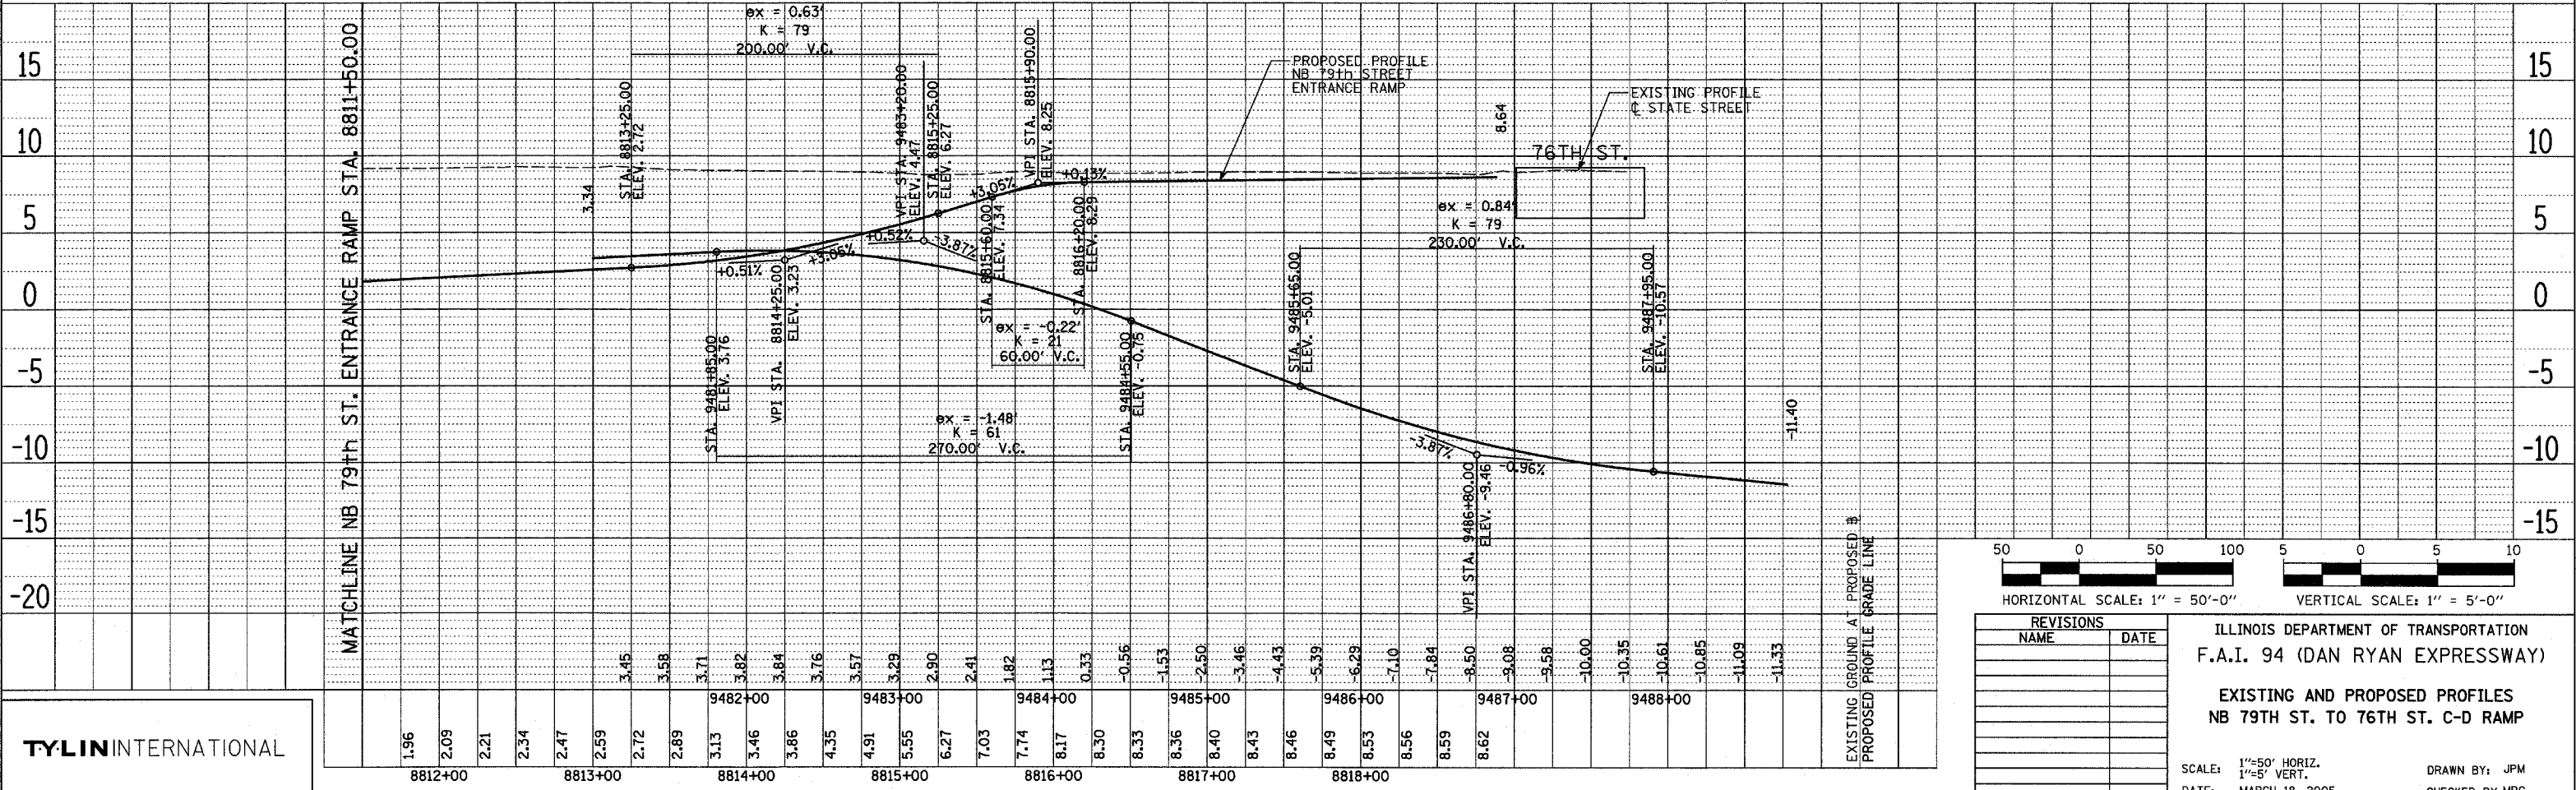 ex = 0.63'
K = 79
200.00' V.C.
15
10
5
0
-5
-10
-15
-20
MATCHLINE NB 79th ST. ENTRANCE RAMP STA. 8811+50.00
3.34
STA. 8813+25.00
ELEV. 2.72
VPI STA. 9483+20.00
ELEV. 4.47
STA. 8815+25.00
ELEV. 6.27
VPI STA. 8815+90.00
ELEV. 8.25
PROPOSED PROFILE
NB 79th STREET
ENTRANCE RAMP
8.64
EXISTING PROFILE
℄ STATE STREET
76TH ST.
15
10
5
0
-5
-10
-15
+0.51%
+3.05%
+0.52%
-3.87%
+3.05%
+0.13%
STA. 9481+85.00
ELEV. 3.76
VPI STA. 8814+25.00
ELEV. 3.23
STA. 8815+60.00
ELEV. 7.34
STA. 8816+20.00
ELEV. 8.29
ex = -0.22'
K = 21
60.00' V.C.
ex = -1.48'
K = 61
270.00' V.C.
STA. 9484+55.00
ELEV. -0.75
ex = 0.84'
K = 79
230.00' V.C.
STA. 9485+65.00
ELEV. -5.01
STA. 9487+95.00
ELEV. -10.57
-3.87%
-0.96%
VPI STA. 9486+80.00
ELEV. -9.46
-11.40
EXISTING GROUND AT PROPOSED
PROPOSED PROFILE GRADE LINE
3.45 3.58 3.71 3.82 3.84 3.76 3.57 3.29 2.90 2.41 1.82 1.13 0.33 -0.56 -1.53 -2.50 -3.46 -4.43 -5.39 -6.29 -7.10 -7.84 -8.50 -9.08 -9.58 -10.00 -10.35 -10.61 -10.85 -11.09 -11.33
9482+00 9483+00 9484+00 9485+00 9486+00 9487+00 9488+00
1.96 2.09 2.21 2.34 2.47 2.59 2.72 2.89 3.13 3.46 3.86 4.35 4.91 5.55 6.27 7.03 7.74 8.17 8.30 8.33 8.36 8.40 8.43 8.46 8.49 8.53 8.56 8.59 8.62
8812+00 8813+00 8814+00 8815+00 8816+00 8817+00 8818+00
TYLININTERNATIONAL
50 0 50 100
HORIZONTAL SCALE: 1" = 50'-0"
5 0 5 10
VERTICAL SCALE: 1" = 5'-0"
REVISIONS
NAME DATE
ILLINOIS DEPARTMENT OF TRANSPORTATION
F.A.I. 94 (DAN RYAN EXPRESSWAY)
EXISTING AND PROPOSED PROFILES
NB 79TH ST. TO 76TH ST. C-D RAMP
SCALE: 1"=50' HORIZ.
1"=5' VERT.
DRAWN BY: JPM
DATE: MARCH 18, 2005
CHECKED BY MPG